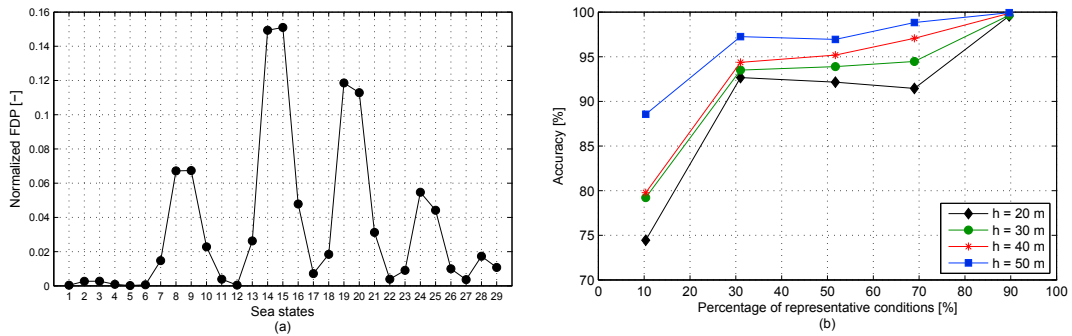 0.16
0.14
0.12
0.1
0.08
0.06
0.04
0.02
0
Normalized FDP [−]
1 2 3 4 5 6 7 8 9 10 11 12 13 14 15 16 17 18 19 20 21 22 23 24 25 26 27 28 29
Sea states
(a)
100
95
90
85
80
75
70
Accuracy [%]
h = 20 m
h = 30 m
h = 40 m
h = 50 m
0 10 20 30 40 50 60 70 80 90 100
Percentage of representative conditions [%]
(b)